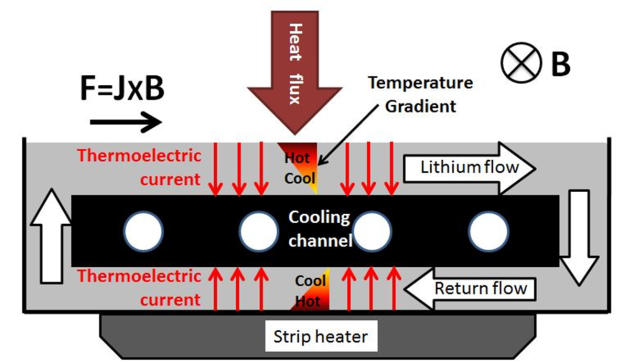 Heat flux
F=JxB
Temperature
Gradient
B
Thermoelectric
current
Hot
Cool
Lithium flow
Cooling
channel
Thermoelectric
current
Cool
Hot
Return flow
Strip heater